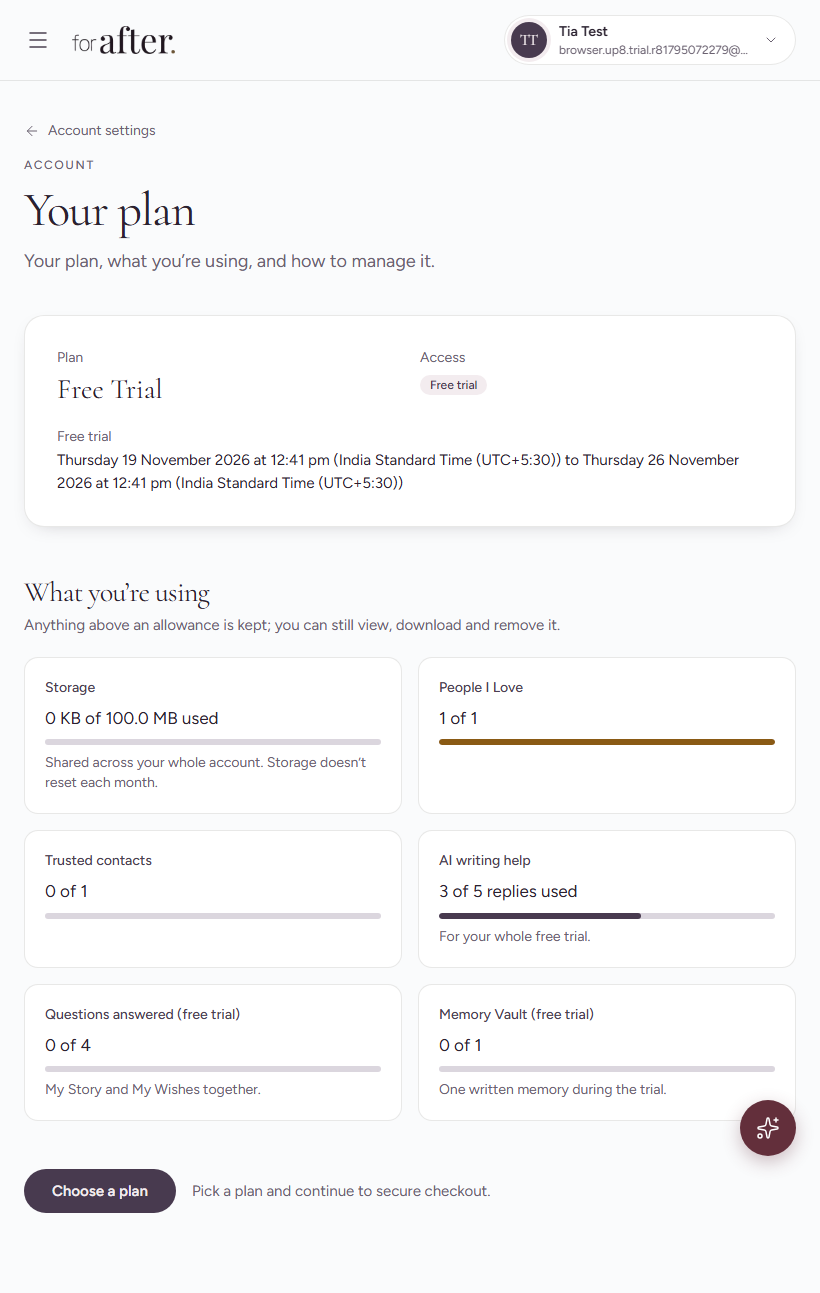 for after.
TT
Tia Test
browser.up8.trial.r81795072279@...
← Account settings
ACCOUNT
Your plan
Your plan, what you’re using, and how to manage it.
Plan
Free Trial
Access
Free trial
Free trial
Thursday 19 November 2026 at 12:41 pm (India Standard Time (UTC+5:30)) to Thursday 26 November
2026 at 12:41 pm (India Standard Time (UTC+5:30))
What you’re using
Anything above an allowance is kept; you can still view, download and remove it.
Storage
0 KB of 100.0 MB used
Shared across your whole account. Storage doesn’t
reset each month.
People I Love
1 of 1
Trusted contacts
0 of 1
AI writing help
3 of 5 replies used
For your whole free trial.
Questions answered (free trial)
0 of 4
My Story and My Wishes together.
Memory Vault (free trial)
0 of 1
One written memory during the trial.
Choose a plan
Pick a plan and continue to secure checkout.